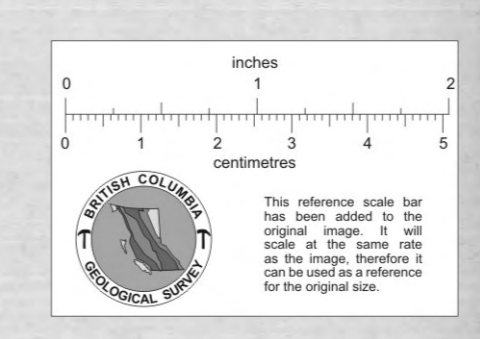 inches
0 1 2
0 1 2 3 4 5
centimetres
BRITISH COLUMBIA
GEOLOGICAL SURVEY
This reference scale bar
has been added to the
original image. It will
scale at the same rate
as the image, therefore it
can be used as a reference
for the original size.